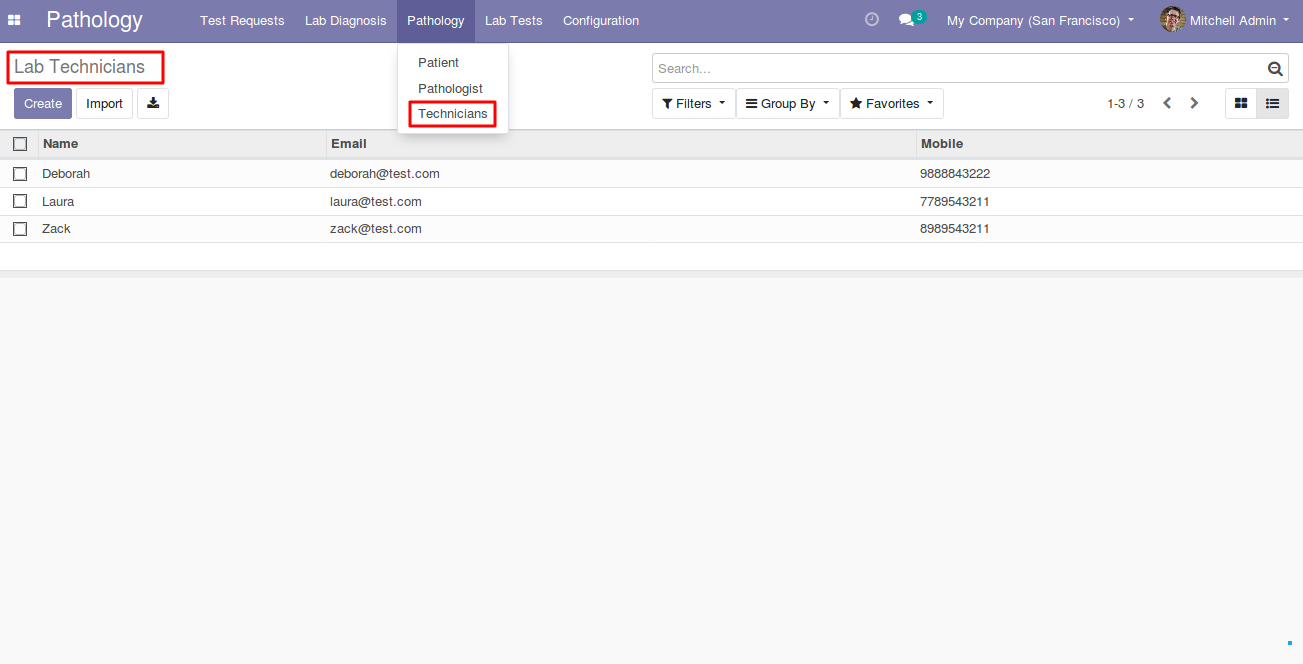 Pathology Test Requests Lab Diagnosis Pathology Lab Tests Configuration 3 My Company (San Francisco) Mitchell Admin
Lab Technicians
Patient
Pathologist
Technicians
Search...
Create Import Filters Group By Favorites 1-3 / 3
Name Email Mobile
Deborah deborah@test.com 9888843222
Laura laura@test.com 7789543211
Zack zack@test.com 8989543211